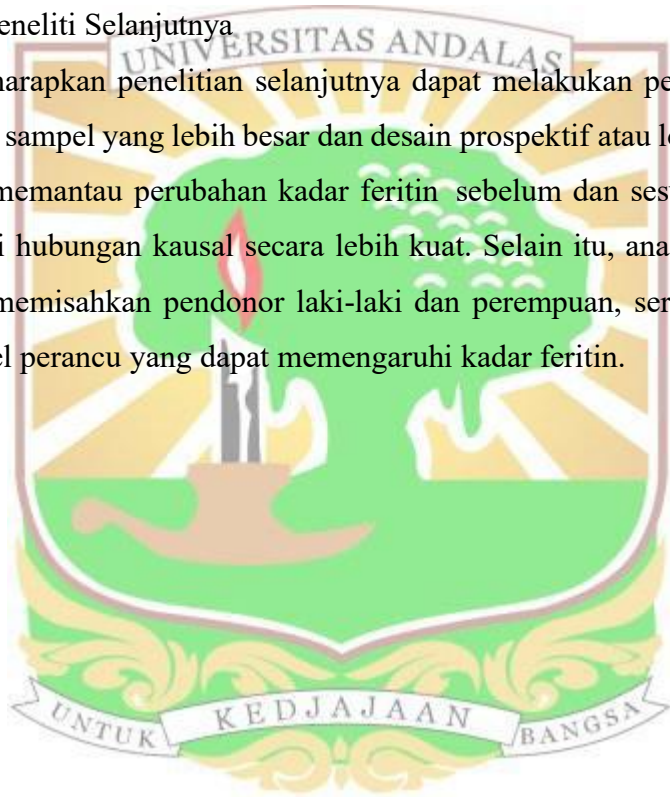 eneliti Selanjutnya
UNIVERSITAS ANDALAS
harapkan penelitian selanjutnya dapat melakukan pe
sampel yang lebih besar dan desain prospektif atau l
memantau perubahan kadar feritin sebelum dan ses
i hubungan kausal secara lebih kuat. Selain itu, ana
memisahkan pendonor laki-laki dan perempuan, ser
el perancu yang dapat memengaruhi kadar feritin.
UNTUK KEDJAJAAN BANGSA